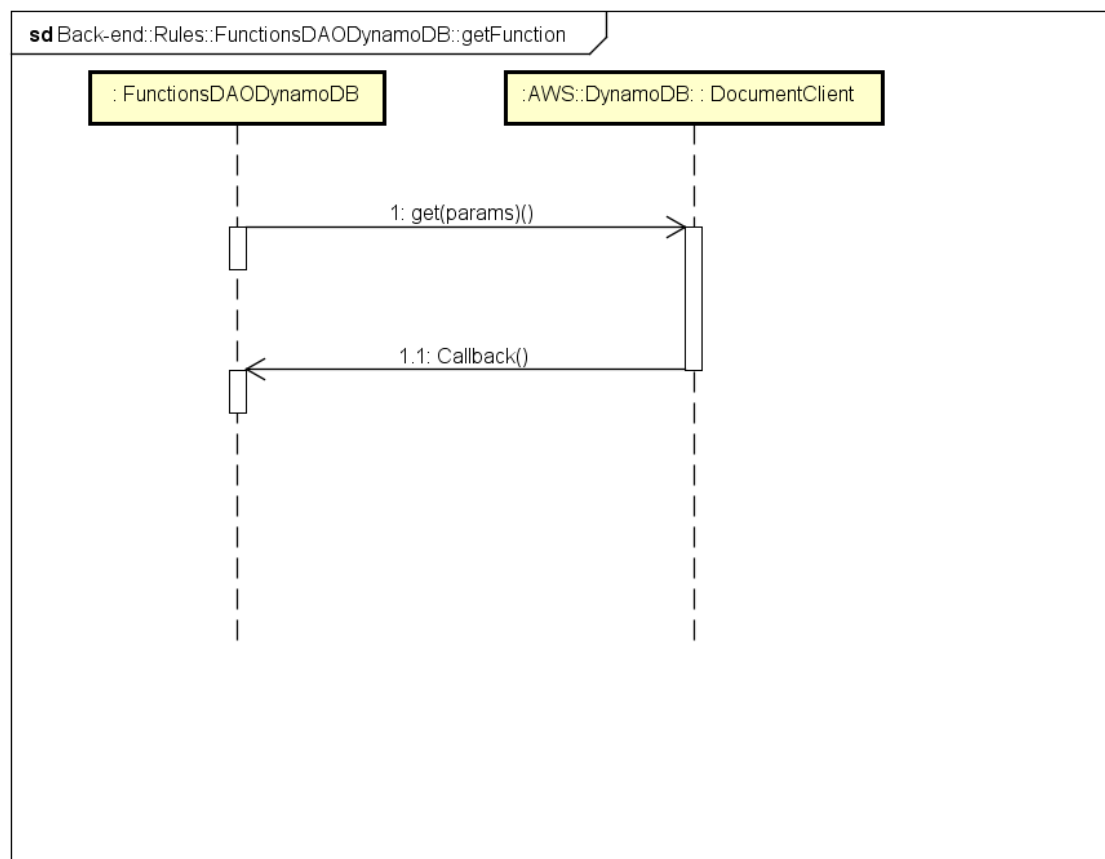 sd Back-end::Rules::FunctionsDAODynamoDB::getFunction
: FunctionsDAODynamoDB
:AWS::DynamoDB: : DocumentClient
1: get(params)()
1.1: Callback()